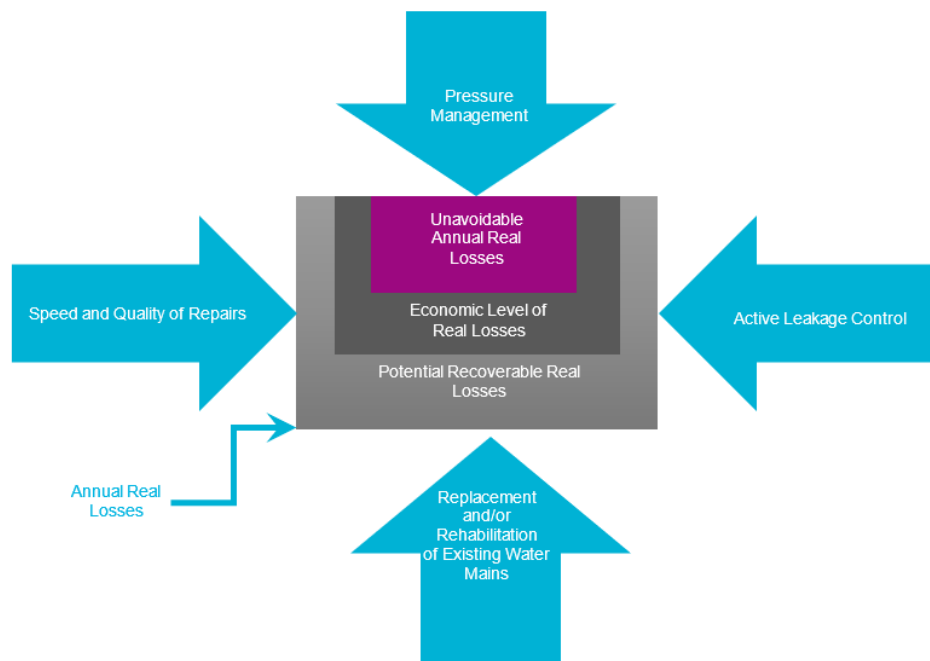 Pressure
Management
Unavoidable
Annual Real
Losses
Speed and Quality of Repairs
Economic Level of
Real Losses
Active Leakage Control
Potential Recoverable Real
Losses
Annual Real
Losses
Replacement
and/or
Rehabilitation
of Existing Water
Mains